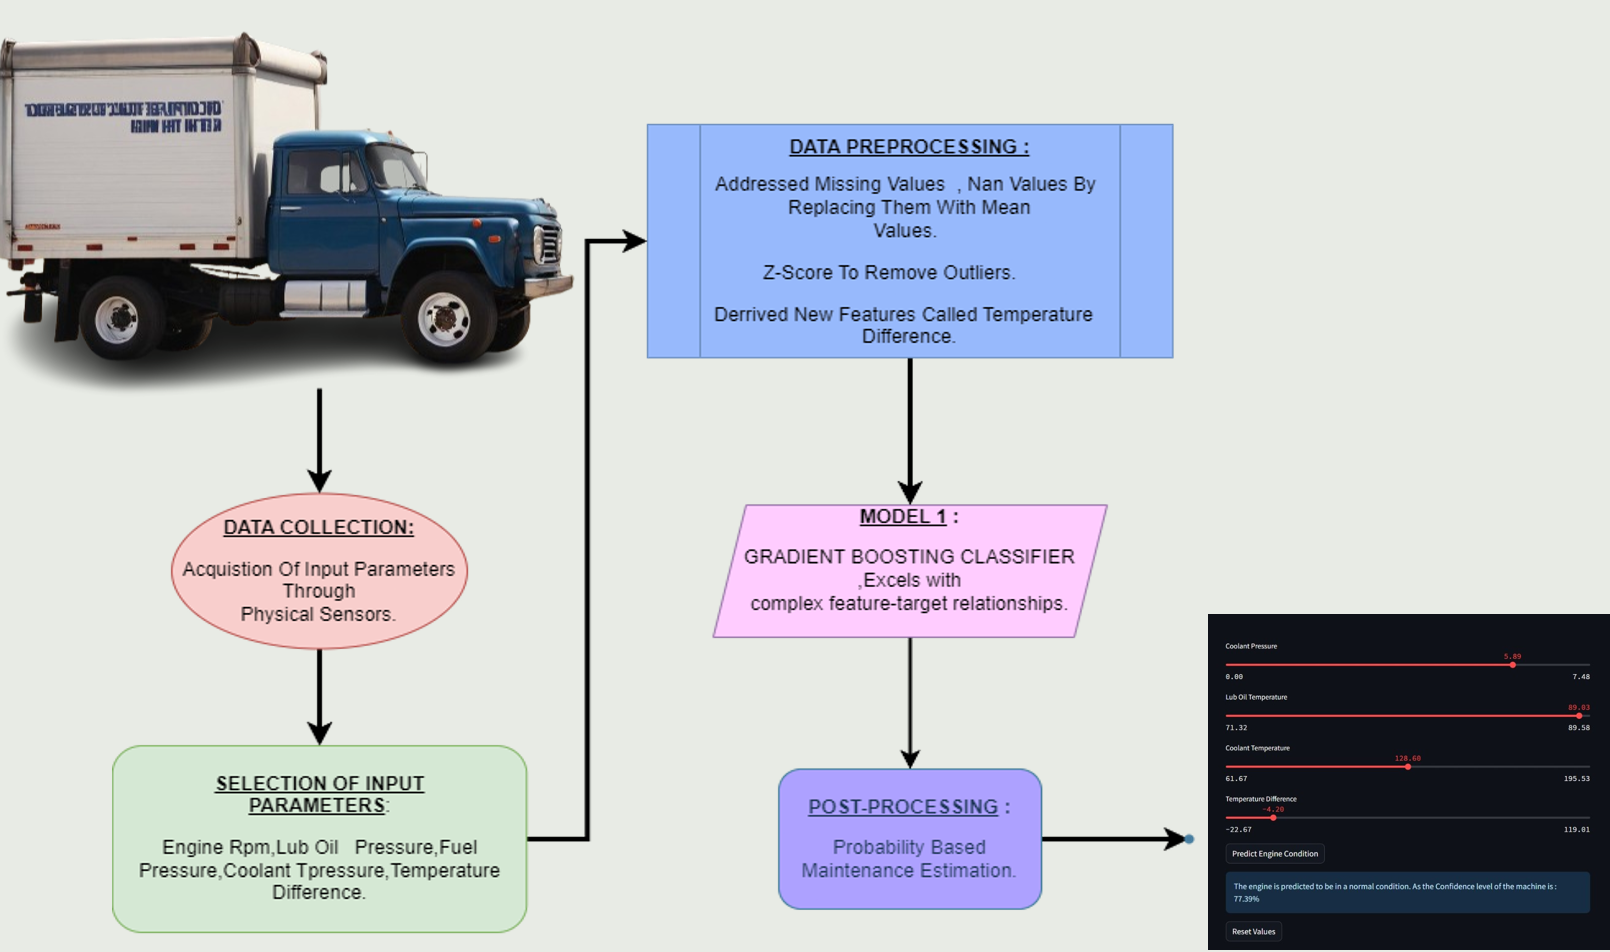 DATA COLLECTION:
Acquistion Of Input Parameters
Through
Physical Sensors.
SELECTION OF INPUT
PARAMETERS:
Engine Rpm,Lub Oil Pressure,Fuel
Pressure,Coolant Tpressure,Temperature
Difference.
DATA PREPROCESSING :
Addressed Missing Values , Nan Values By
Replacing Them With Mean
Values.
Z-Score To Remove Outliers.
Derrived New Features Called Temperature
Difference.
MODEL 1 :
GRADIENT BOOSTING CLASSIFIER
,Excels with
complex feature-target relationships.
POST-PROCESSING :
Probability Based
Maintenance Estimation.
Coolant Pressure
5.89
0.00 7.48
Lub Oil Temperature
89.03
71.32 89.58
Coolant Temperature
128.60
61.67 195.53
Temperature Difference
-4.20
-22.67 119.01
Predict Engine Condition
The engine is predicted to be in a normal condition. As the Confidence level of the machine is :
77.39%
Reset Values